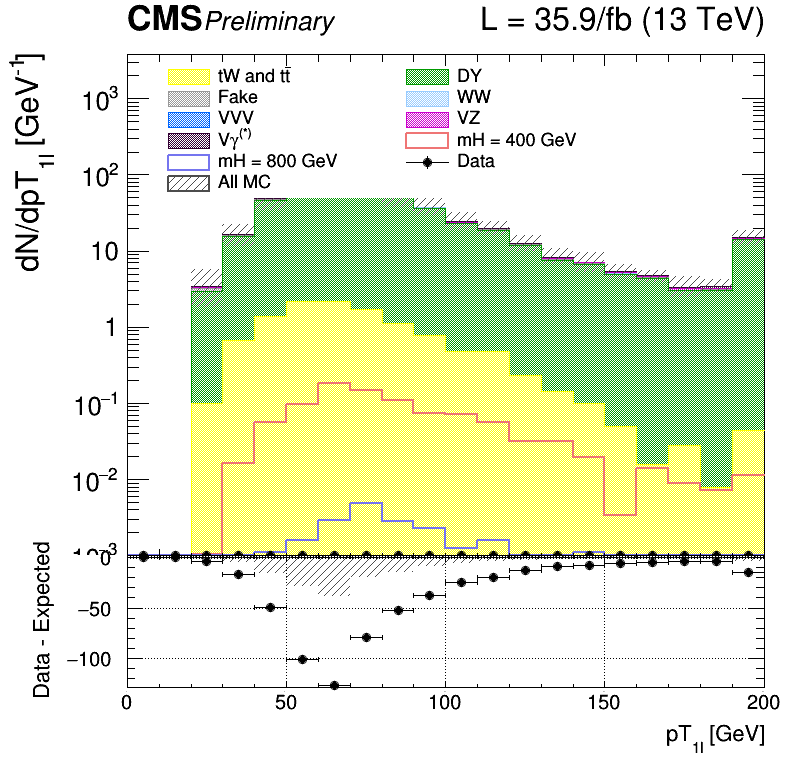 CMS Preliminary L = 35.9/fb (13 TeV)
dN/dpT1l [GeV-1]
tW and tt̄ DY
Fake WW
VVV VZ
Vγ(*) mH = 400 GeV
mH = 800 GeV Data
All MC
10³
10²
10
1
10⁻¹
10⁻²
Data - Expected
0
−50
−100
0 50 100 150 200
pT1l [GeV]